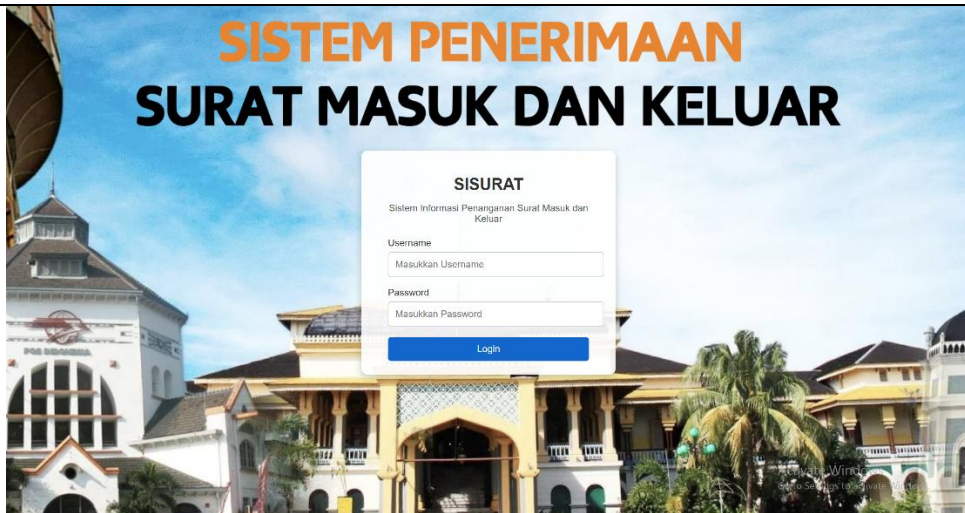 SISTEM PENERIMAAN
SURAT MASUK DAN KELUAR
SISURAT
Sistem Informasi Penanganan Surat Masuk dan
Keluar
Username
Masukkan Username
Password
Masukkan Password
Login
POS INDONESIA
Activate Windows
Go to Settings to activate Windows.